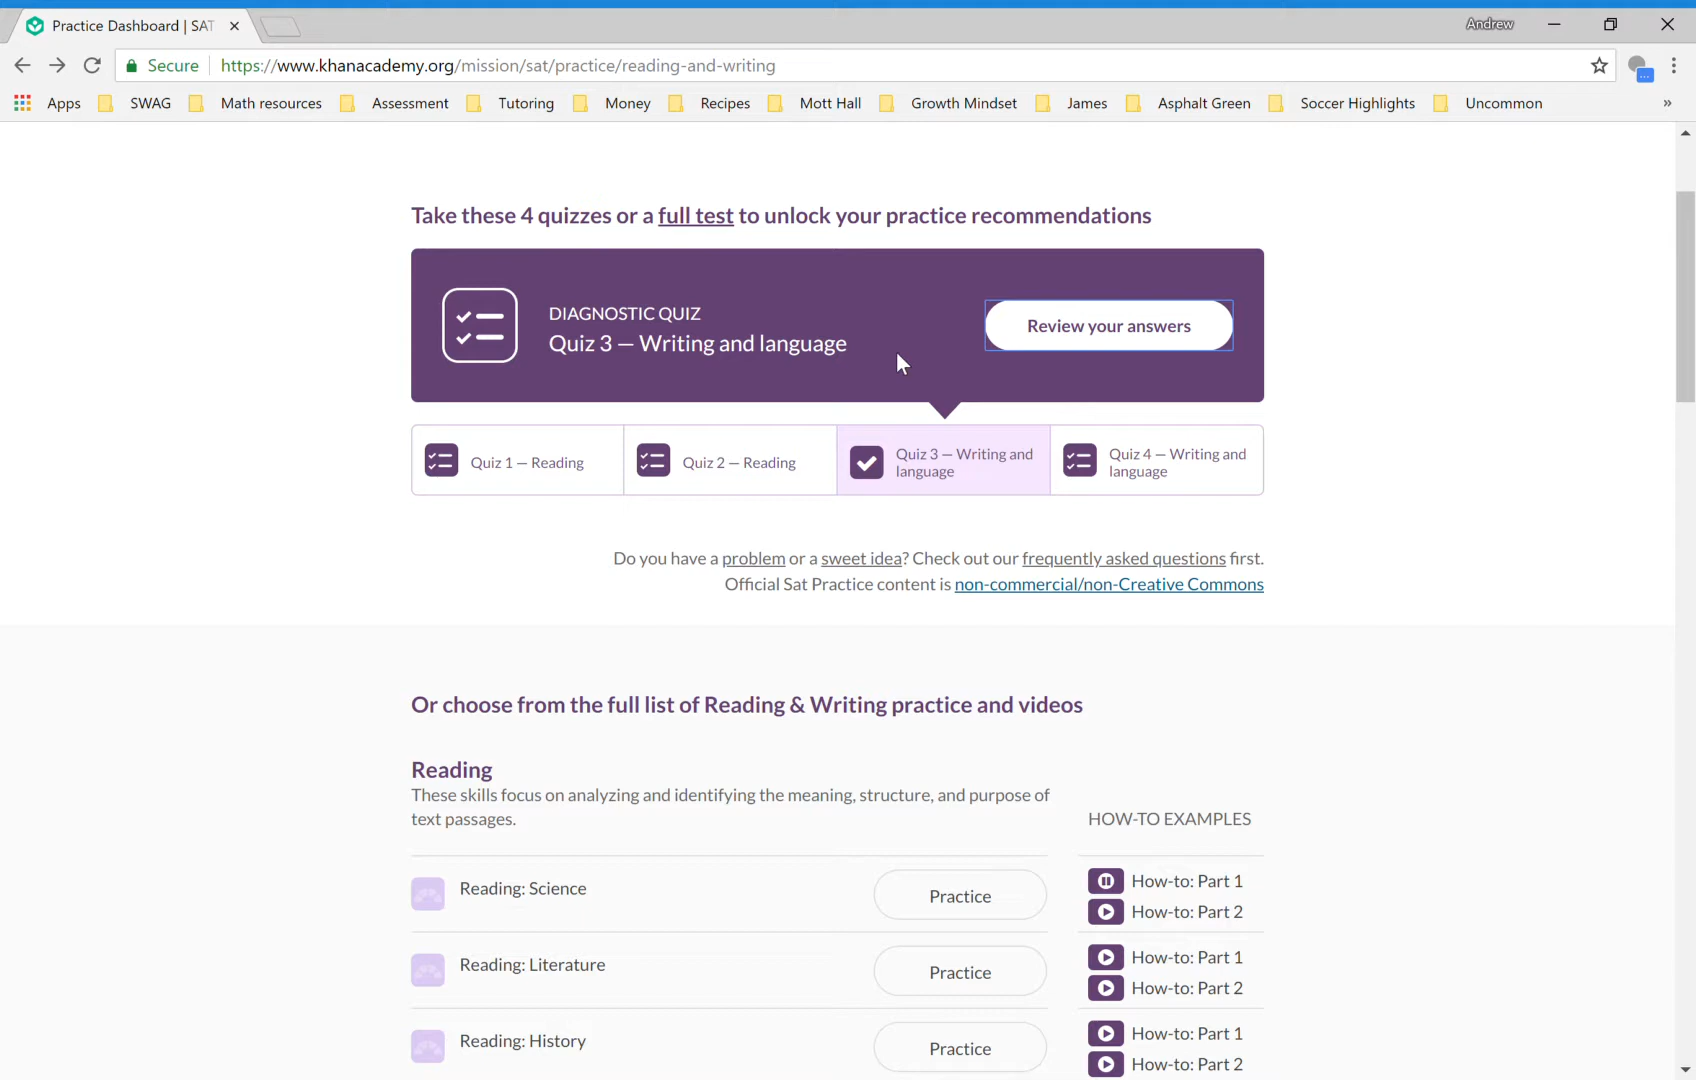 Practice Dashboard | SAT
Andrew
Secure https://www.khanacademy.org/mission/sat/practice/reading-and-writing
Apps SWAG Math resources Assessment Tutoring Money Recipes Mott Hall Growth Mindset James Asphalt Green Soccer Highlights Uncommon »
Take these 4 quizzes or a full test to unlock your practice recommendations
DIAGNOSTIC QUIZ
Quiz 3 — Writing and language
Review your answers
Quiz 1 — Reading
Quiz 2 — Reading
Quiz 3 — Writing and
language
Quiz 4 — Writing and
language
Do you have a problem or a sweet idea? Check out our frequently asked questions first.
Official Sat Practice content is non-commercial/non-Creative Commons
Or choose from the full list of Reading & Writing practice and videos
Reading
These skills focus on analyzing and identifying the meaning, structure, and purpose of
text passages.
HOW-TO EXAMPLES
Reading: Science
Practice
How-to: Part 1
How-to: Part 2
Reading: Literature
Practice
How-to: Part 1
How-to: Part 2
Reading: History
Practice
How-to: Part 1
How-to: Part 2